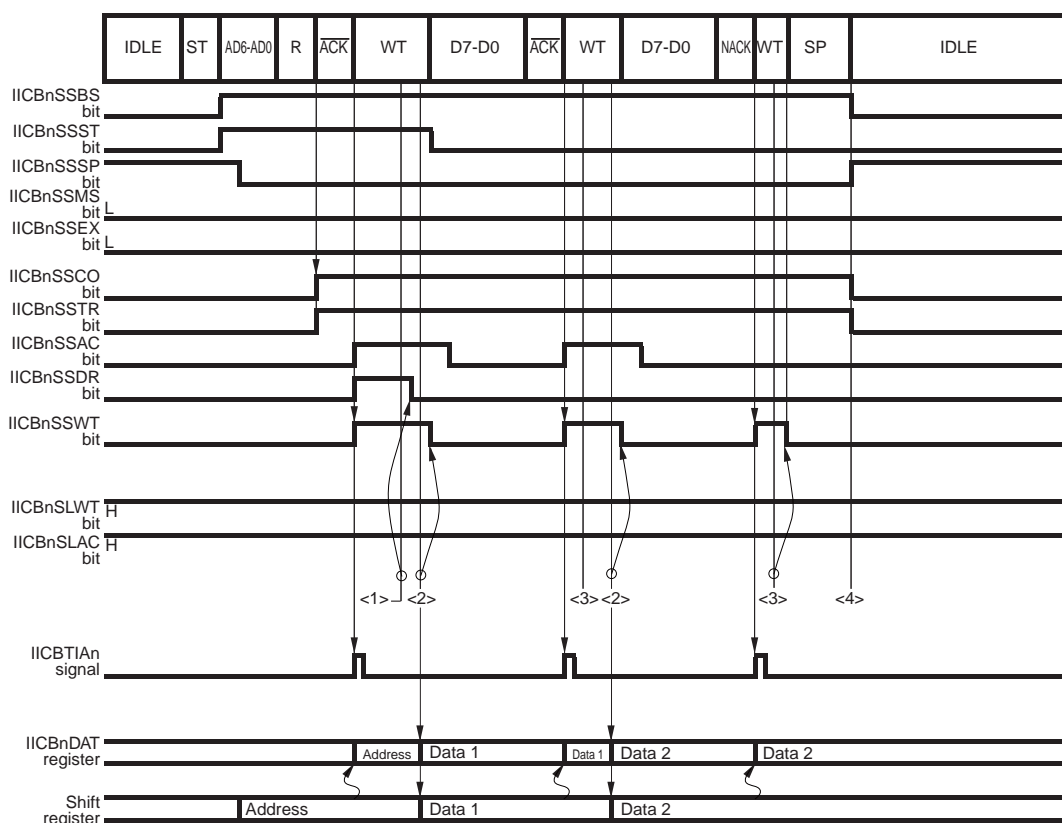 IDLE ST AD6-AD0 R ACK WT D7-D0 ACK WT D7-D0 NACK WT SP IDLE
IICBnSSBS
bit
IICBnSSST
bit
IICBnSSSP
bit
IICBnSSMS
bit L
IICBnSSEX
bit L
IICBnSSCO
bit
IICBnSSTR
bit
IICBnSSAC
bit
IICBnSSDR
bit
IICBnSSWT
bit
IICBnSLWT H
bit
IICBnSLAC H
bit
<1> <2> <3> <2> <3> <4>
IICBTIAn
signal
IICBnDAT
register
Address Data 1 Data 1 Data 2 Data 2
Shift
register
Address Data 1 Data 2